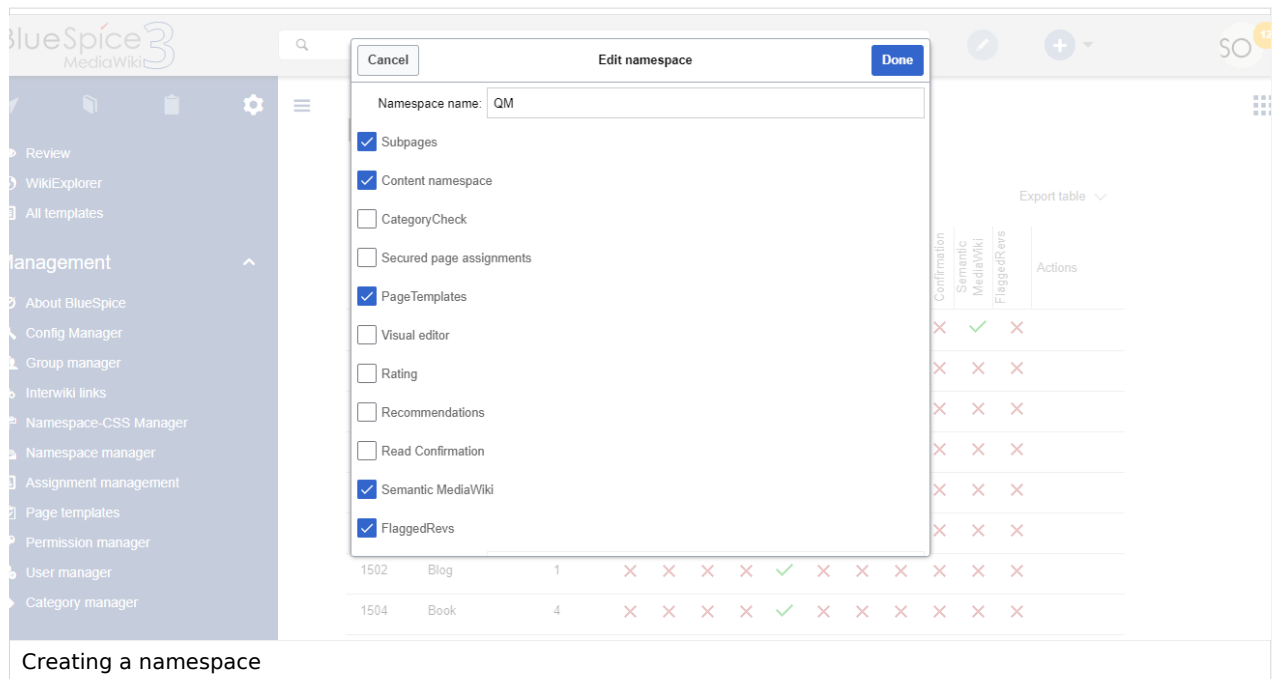 BlueSpice 3
MediaWiki
SO
12
Cancel
Edit namespace
Done
Namespace name: QM
Subpages
Content namespace
CategoryCheck
Secured page assignments
PageTemplates
Visual editor
Rating
Recommendations
Read Confirmation
Semantic MediaWiki
FlaggedRevs
Review
WikiExplorer
All templates
Management
About BlueSpice
Config Manager
Group manager
Interwiki links
Namespace-CSS Manager
Namespace manager
Assignment management
Page templates
Permission manager
User manager
Category manager
Export table
Confirmation
Semantic
MediaWiki
FlaggedRevs
Actions
1502 Blog 1
1504 Book 4
Creating a namespace